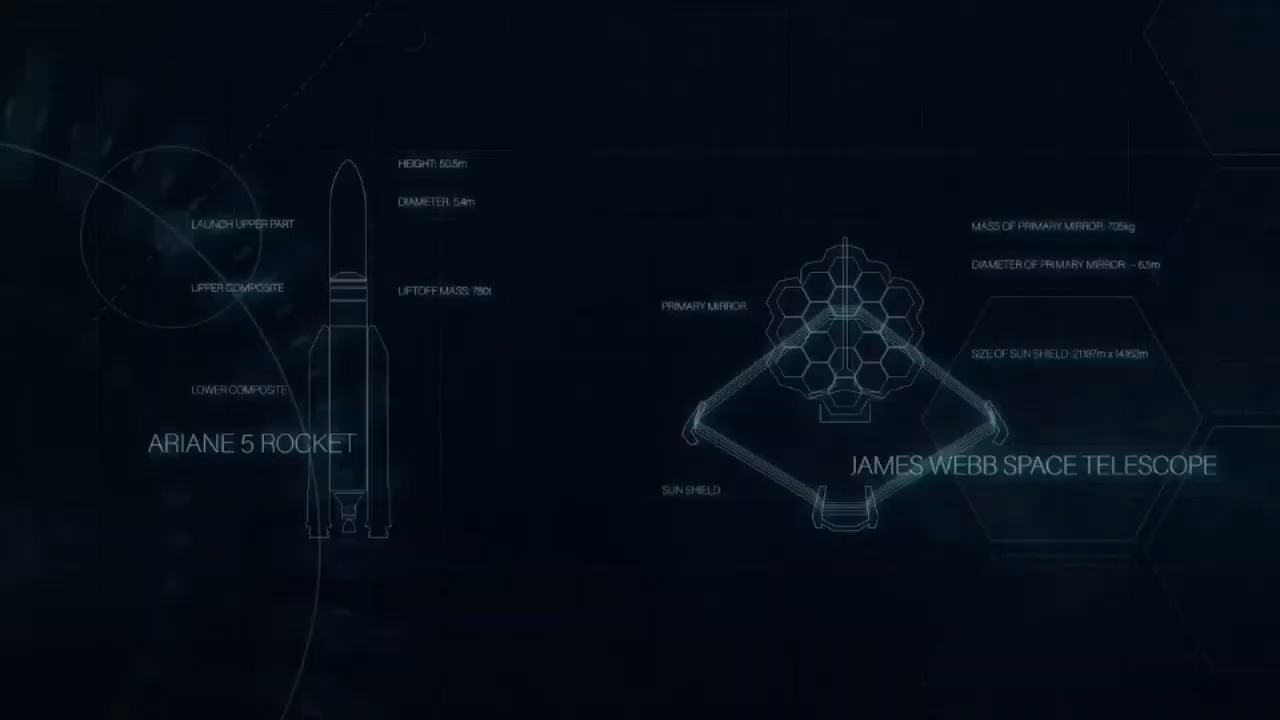 HEIGHT: 50.5m
DIAMETER: 5.4m
LAUNCH UPPER PART
UPPER COMPOSITE
LIFTOFF MASS: 780t
LOWER COMPOSITE
ARIANE 5 ROCKET
MASS OF PRIMARY MIRROR: 705kg
DIAMETER OF PRIMARY MIRROR: ~ 6.5m
PRIMARY MIRROR
SIZE OF SUN SHIELD: 21.197m x 14.162m
JAMES WEBB SPACE TELESCOPE
SUN SHIELD